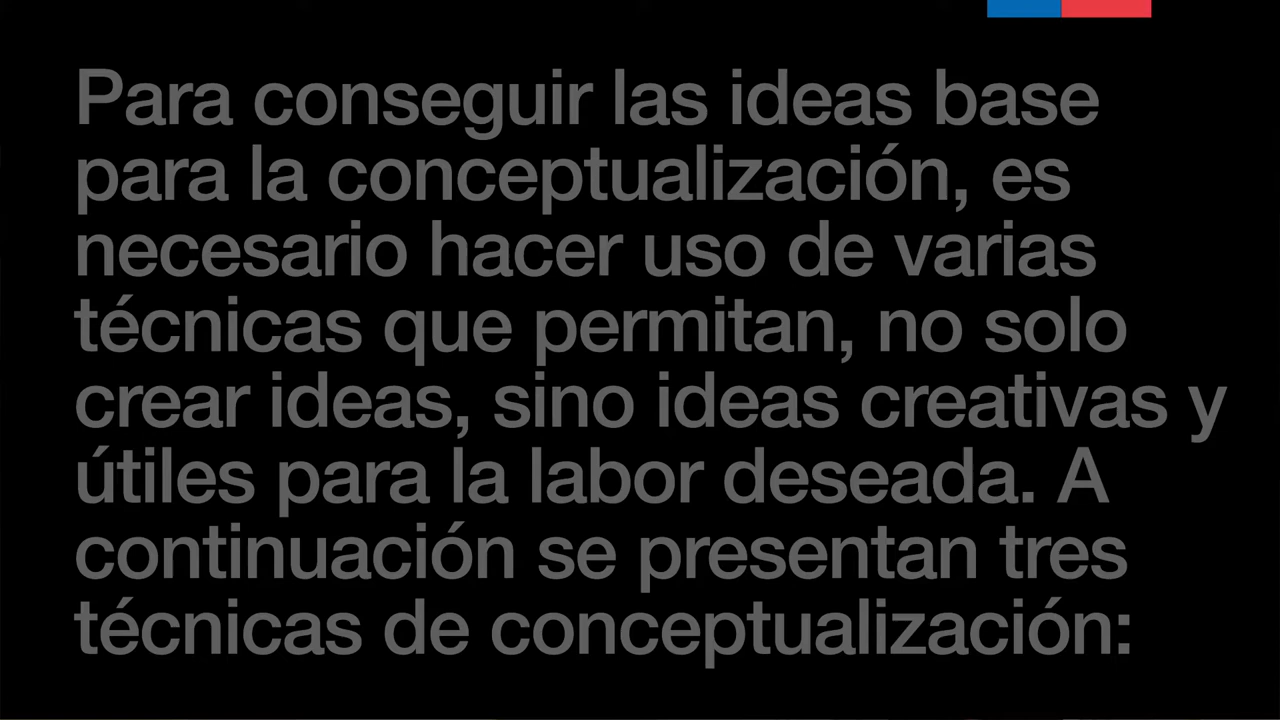 Para conseguir las ideas base
para la conceptualización, es
necesario hacer uso de varias
técnicas que permitan, no solo
crear ideas, sino ideas creativas y
útiles para la labor deseada. A
continuación se presentan tres
técnicas de conceptualización: